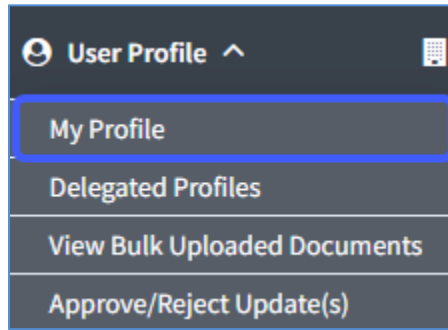 User Profile
My Profile
Delegated Profiles
View Bulk Uploaded Documents
Approve/Reject Update(s)